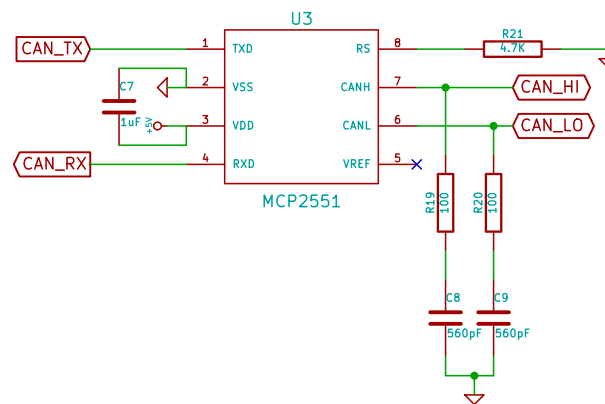 U3
R21
4.7K
CAN_TX
1
TXD
RS
8
C7
1uF
2
VSS
CANH
7
CAN_HI
+5V
3
VDD
CANL
6
CAN_LO
CAN_RX
4
RXD
VREF
5
MCP2551
R19
100
R20
100
C8
560pF
C9
560pF